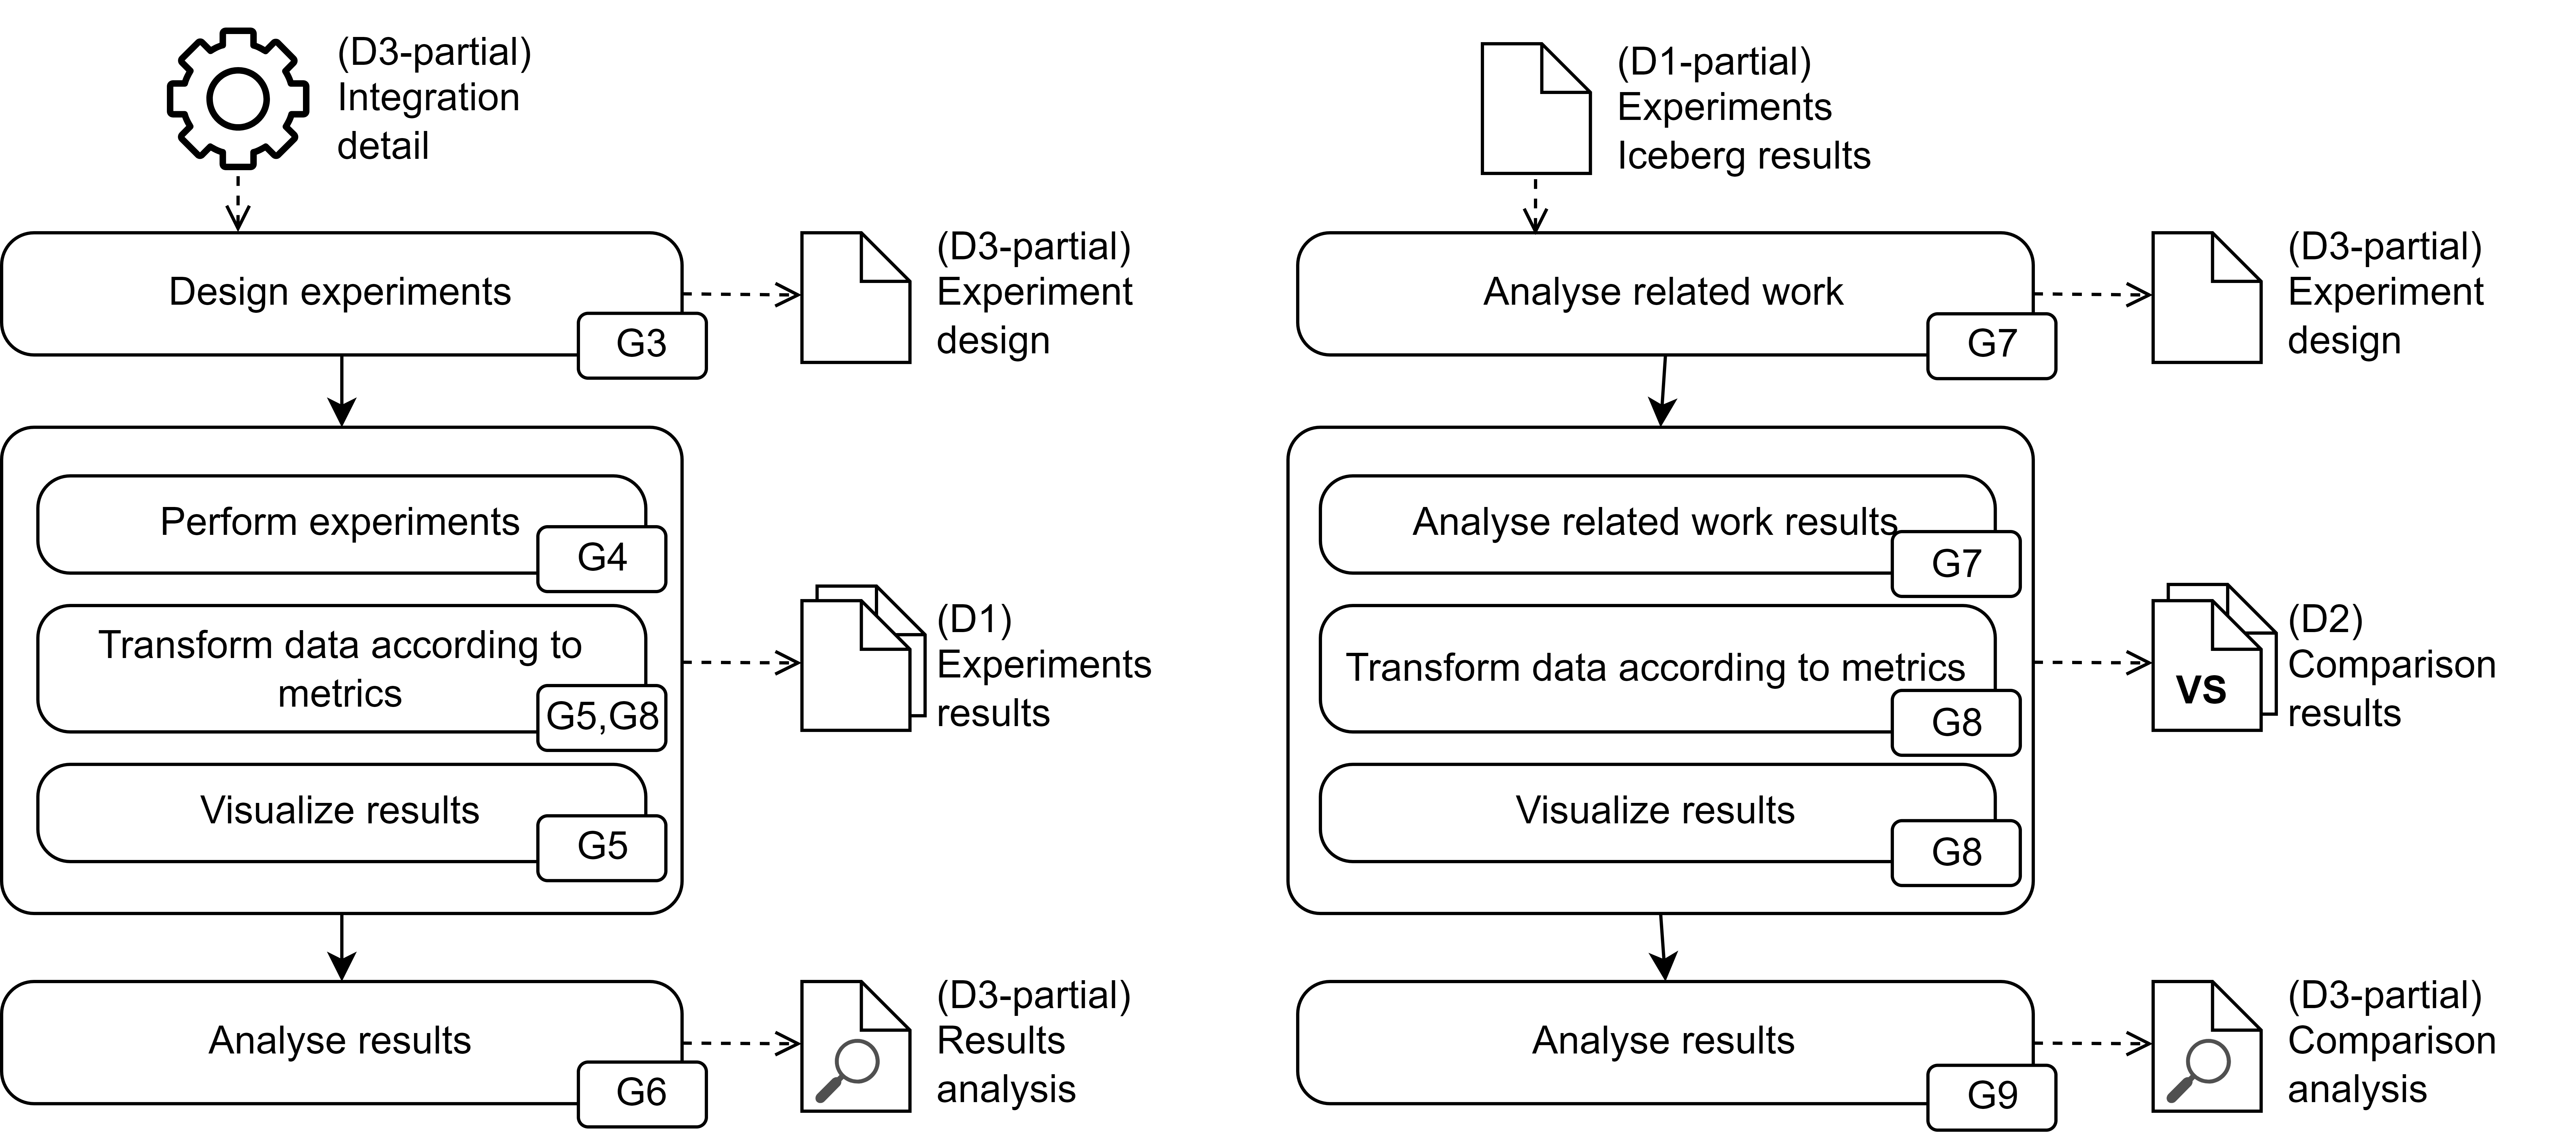 (D3-partial)
Integration
detail
Design experiments
G3
(D3-partial)
Experiment
design
Perform experiments
G4
Transform data according to
metrics
G5,G8
Visualize results
G5
(D1)
Experiments
results
Analyse results
G6
(D3-partial)
Results
analysis
(D1-partial)
Experiments
Iceberg results
Analyse related work
G7
(D3-partial)
Experiment
design
Analyse related work results
G7
Transform data according to metrics
G8
Visualize results
G8
VS
(D2)
Comparison
results
Analyse results
G9
(D3-partial)
Comparison
analysis